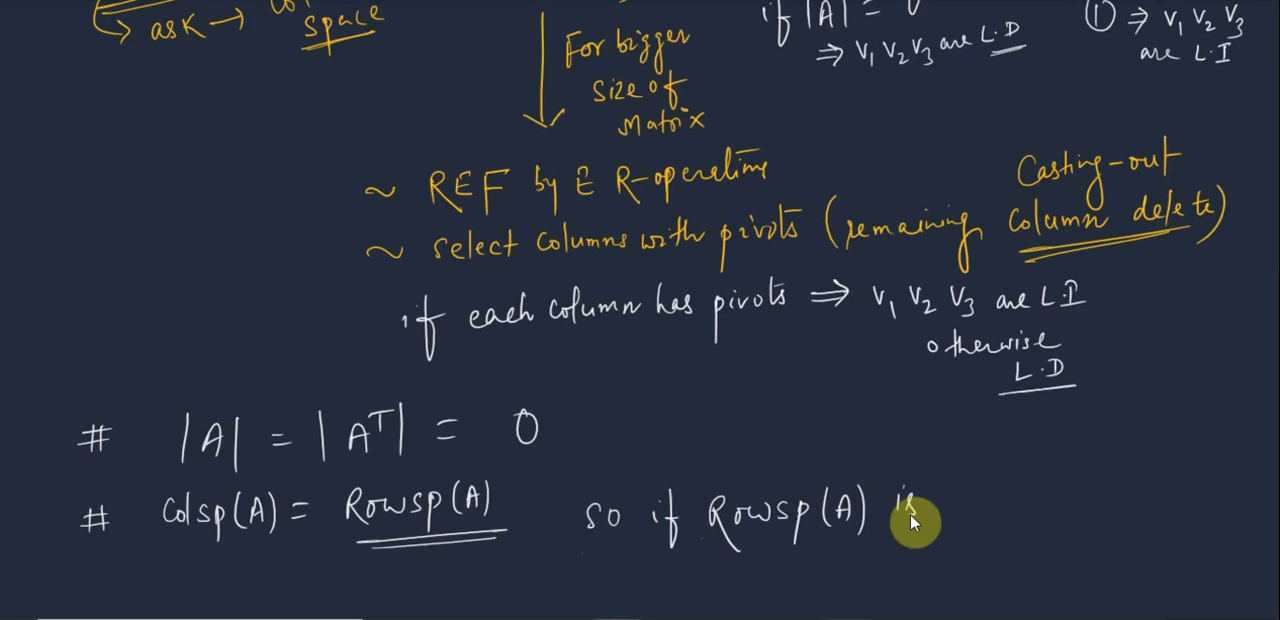 ↳ ask → space
For bigger
size of
Matrix
if |A| =
⇒ v₁ v₂ v₃ are L.D
① ⇒ v₁ v₂ v₃
are L.I
~ REF by E R-operations
~ select columns with pivots (remaining column delete)
Casting-out
if each column has pivots ⇒ v₁ v₂ v₃ are L.I
otherwise
L.D
# |A| = |Aᵀ| = 0
# Colsp(A) = Rowsp(A) so if Rowsp(A) is